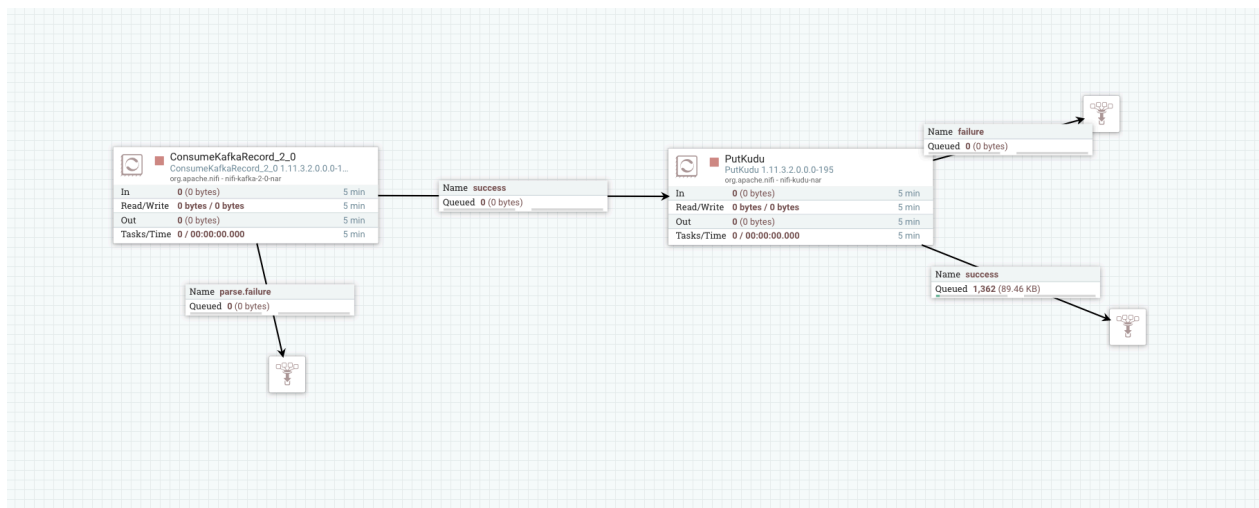 ConsumeKafkaRecord_2_0
ConsumeKafkaRecord_2_0 1.11.3.2.0.0.0-1...
org.apache.nifi - nifi-kafka-2-0-nar
In 0 (0 bytes) 5 min
Read/Write 0 bytes / 0 bytes 5 min
Out 0 (0 bytes) 5 min
Tasks/Time 0 / 00:00:00.000 5 min
Name parse.failure
Queued 0 (0 bytes)
Name success
Queued 0 (0 bytes)
PutKudu
PutKudu 1.11.3.2.0.0.0-195
org.apache.nifi - nifi-kudu-nar
In 0 (0 bytes) 5 min
Read/Write 0 bytes / 0 bytes 5 min
Out 0 (0 bytes) 5 min
Tasks/Time 0 / 00:00:00.000 5 min
Name failure
Queued 0 (0 bytes)
Name success
Queued 1,362 (89.46 KB)